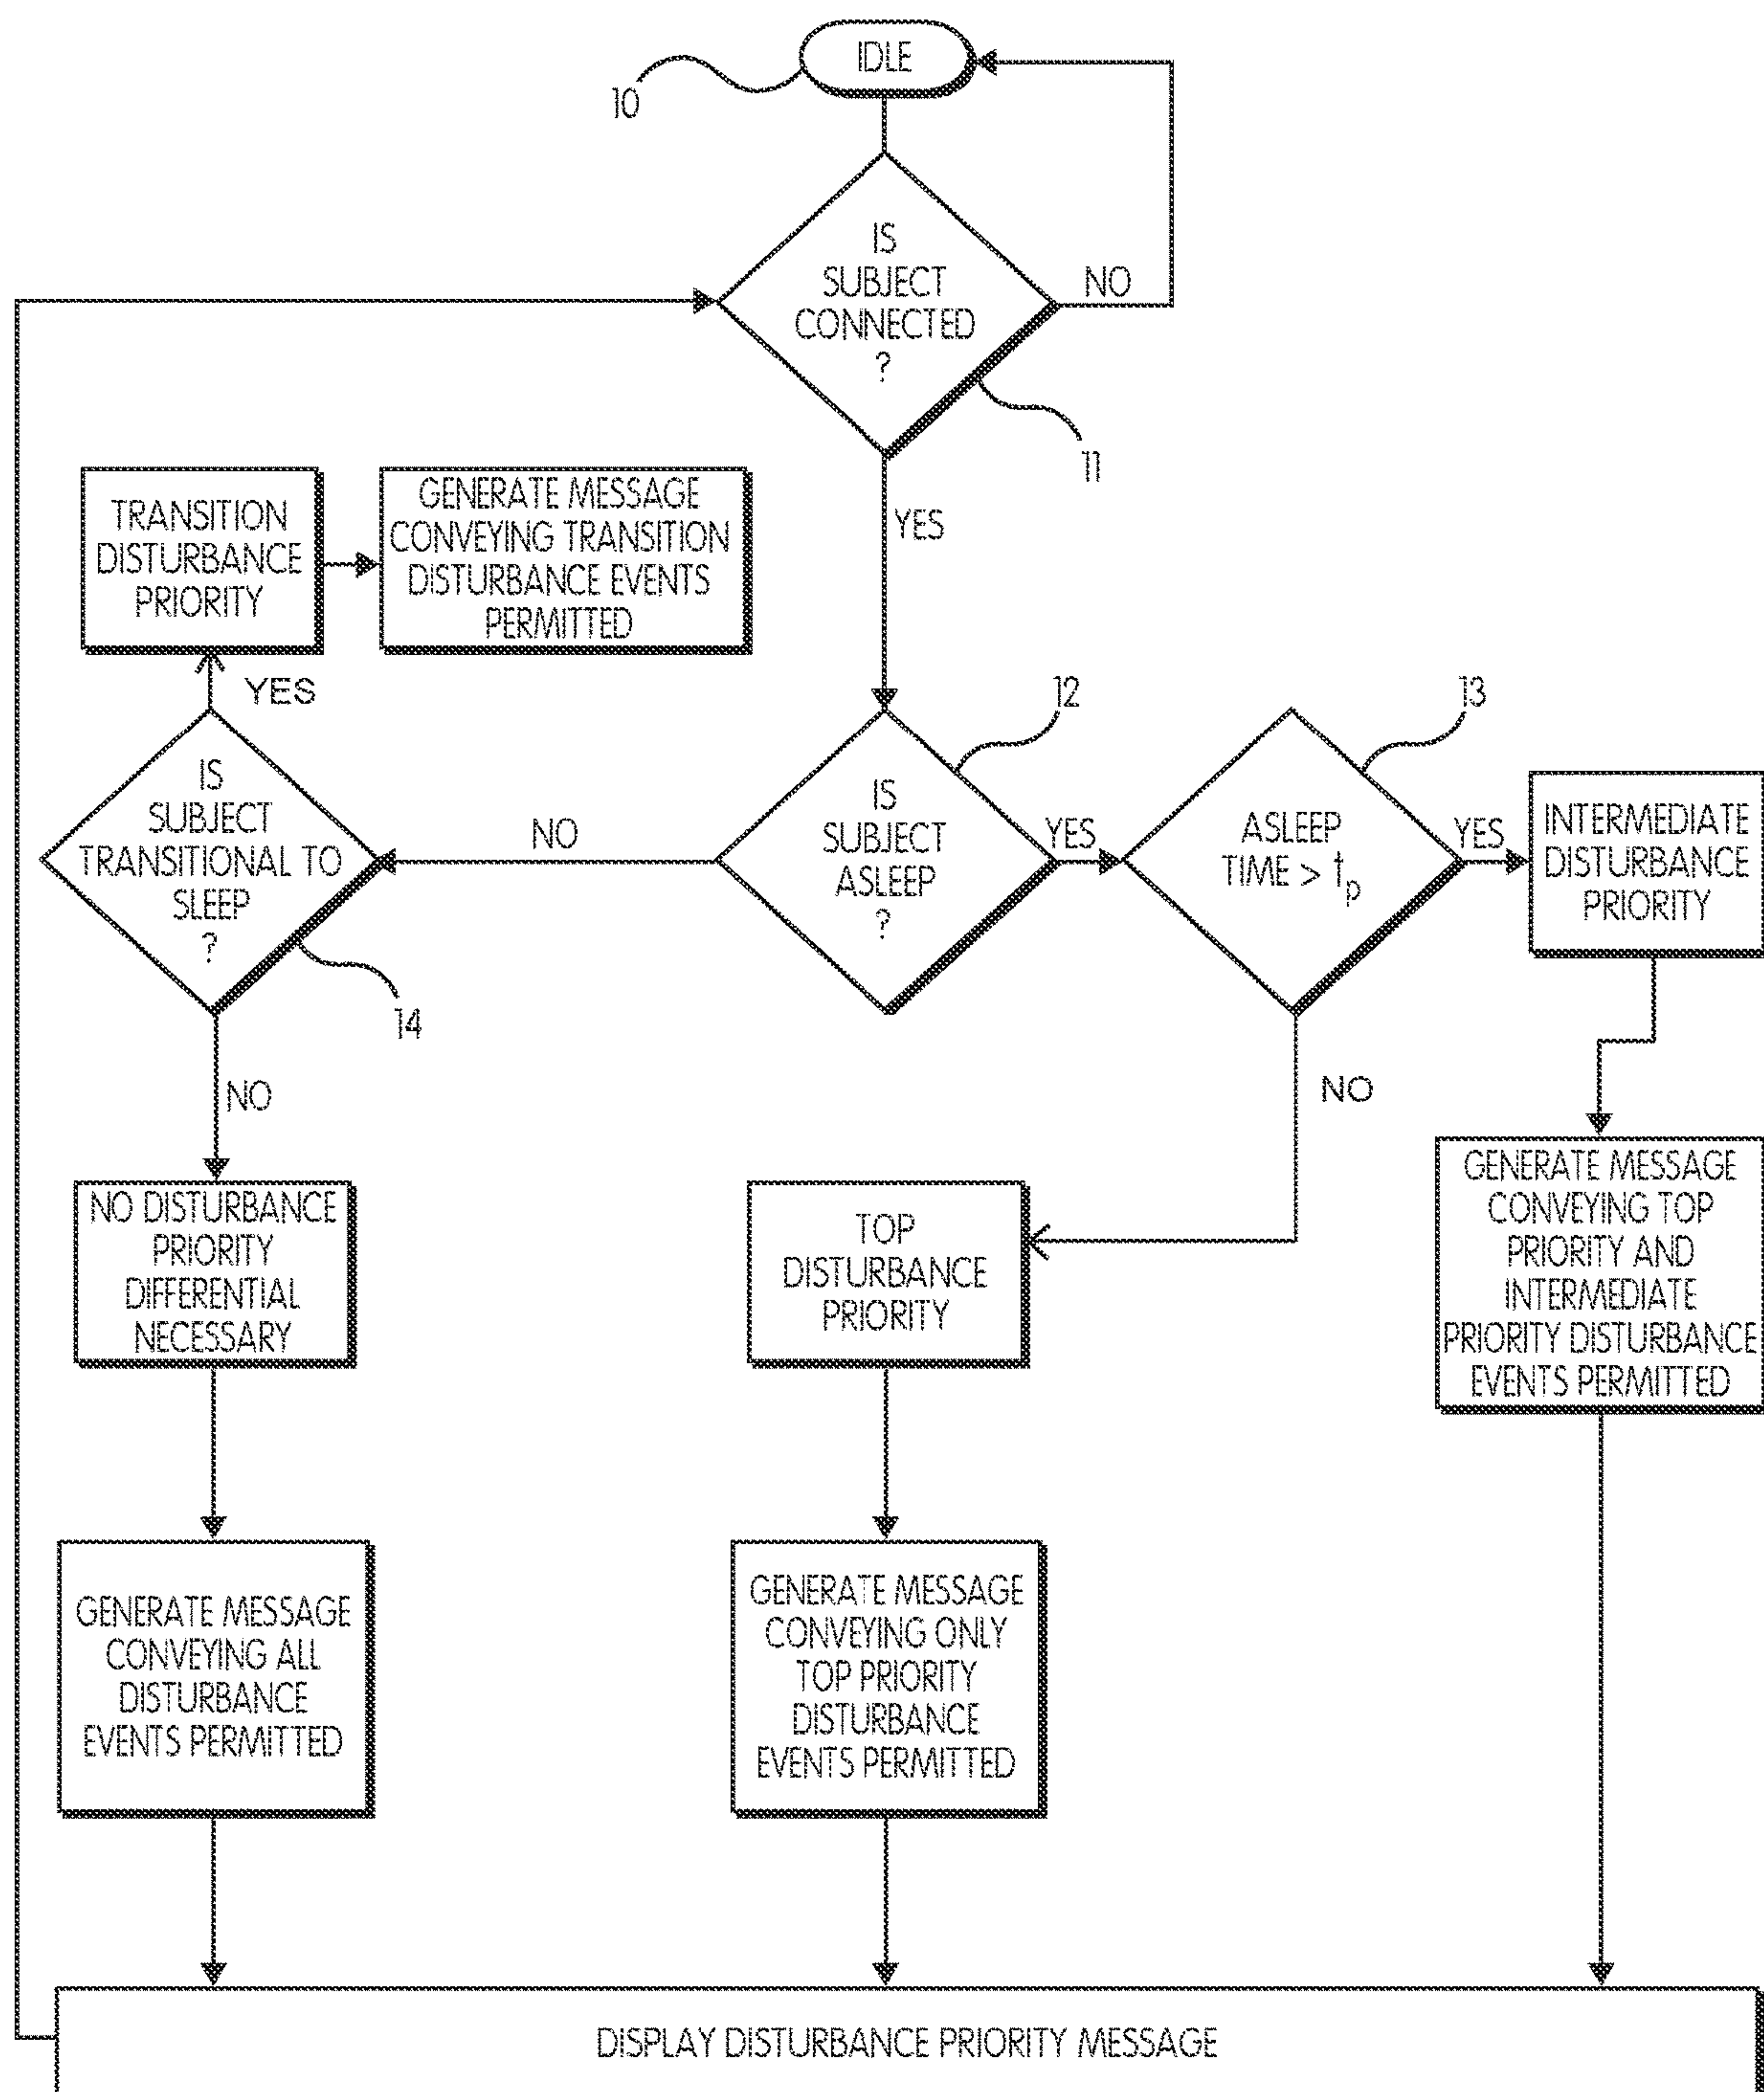 IDLE
10
IS
SUBJECT
CONNECTED
?
NO
11
YES
TRANSITION
DISTURBANCE
PRIORITY
GENERATE MESSAGE
CONVEYING TRANSITION
DISTURBANCE EVENTS
PERMITTED
YES
IS
SUBJECT
TRANSITIONAL TO
SLEEP
?
14
NO
NO
12
IS
SUBJECT
ASLEEP
?
YES
13
ASLEEP
TIME > tp
YES
INTERMEDIATE
DISTURBANCE
PRIORITY
NO
NO DISTURBANCE
PRIORITY
DIFFERENTIAL
NECESSARY
TOP
DISTURBANCE
PRIORITY
GENERATE MESSAGE
CONVEYING TOP
PRIORITY AND
INTERMEDIATE
PRIORITY DISTURBANCE
EVENTS PERMITTED
GENERATE MESSAGE
CONVEYING ALL
DISTURBANCE
EVENTS PERMITTED
GENERATE MESSAGE
CONVEYING ONLY
TOP PRIORITY
DISTURBANCE
EVENTS PERMITTED
DISPLAY DISTURBANCE PRIORITY MESSAGE